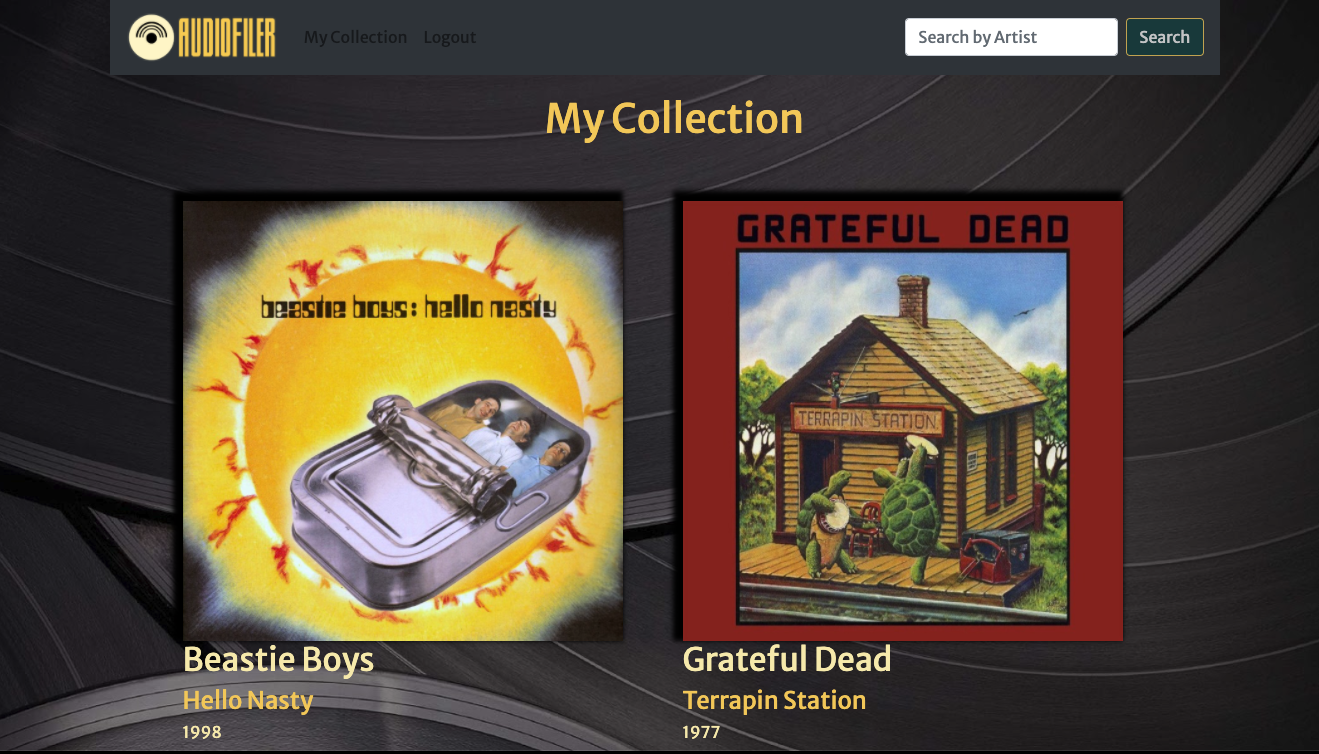 AUDIOFILER
My Collection
Logout
Search by Artist
Search
My Collection
beastie boys: hello nasty
GRATEFUL DEAD
TERRAPIN STATION
Beastie Boys
Grateful Dead
Hello Nasty
Terrapin Station
1998
1977